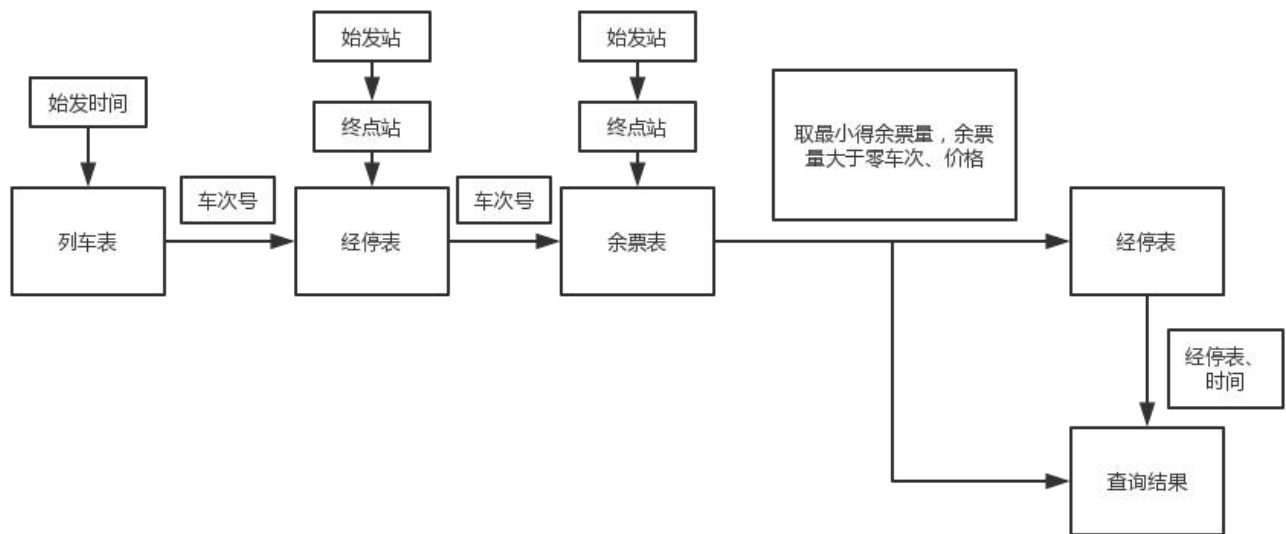 始发站
始发站
始发时间
终点站
终点站
取最小得余票量，余票
量大于零车次、价格
车次号
车次号
列车表
经停表
余票表
经停表
经停表、
时间
查询结果